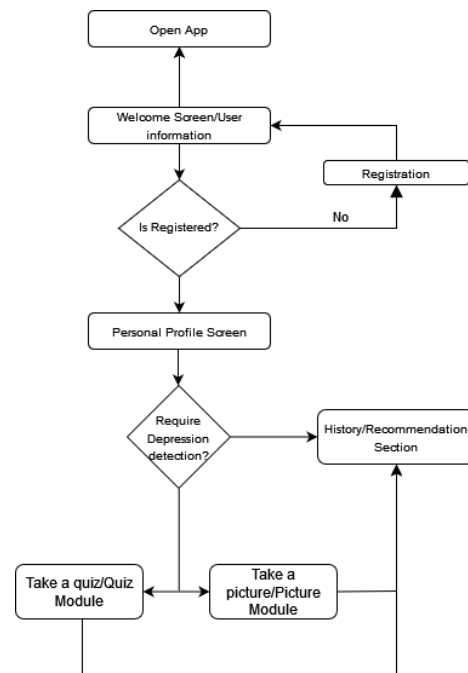 Open App
Welcome Screen/User
information
Registration
Is Registered?
No
Personal Profile Screen
Require
Depression
detection?
History/Recommendation
Section
Take a quiz/Quiz
Module
Take a
picture/Picture
Module